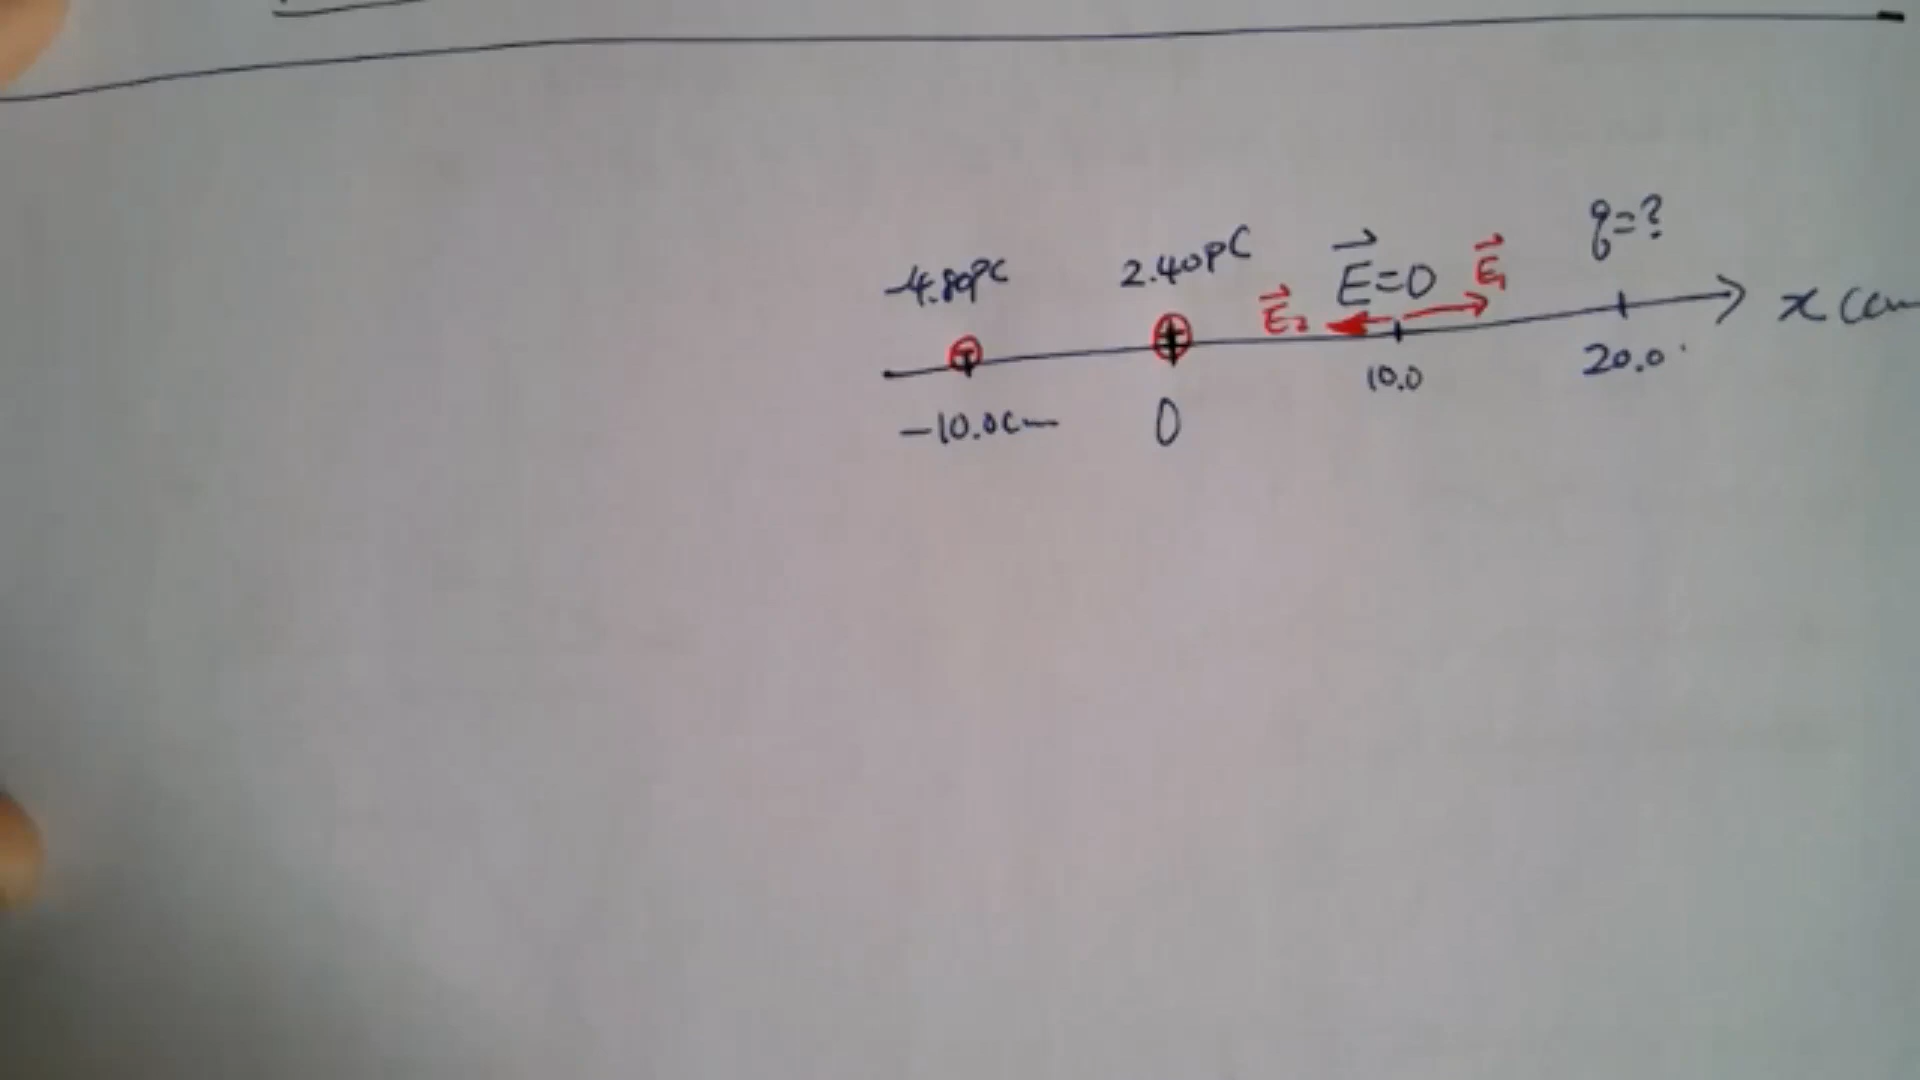 -4.80pC 2.40pC E=0 q=?
E₂ E₁
x (cm
-10.0cm 0 10.0 20.0